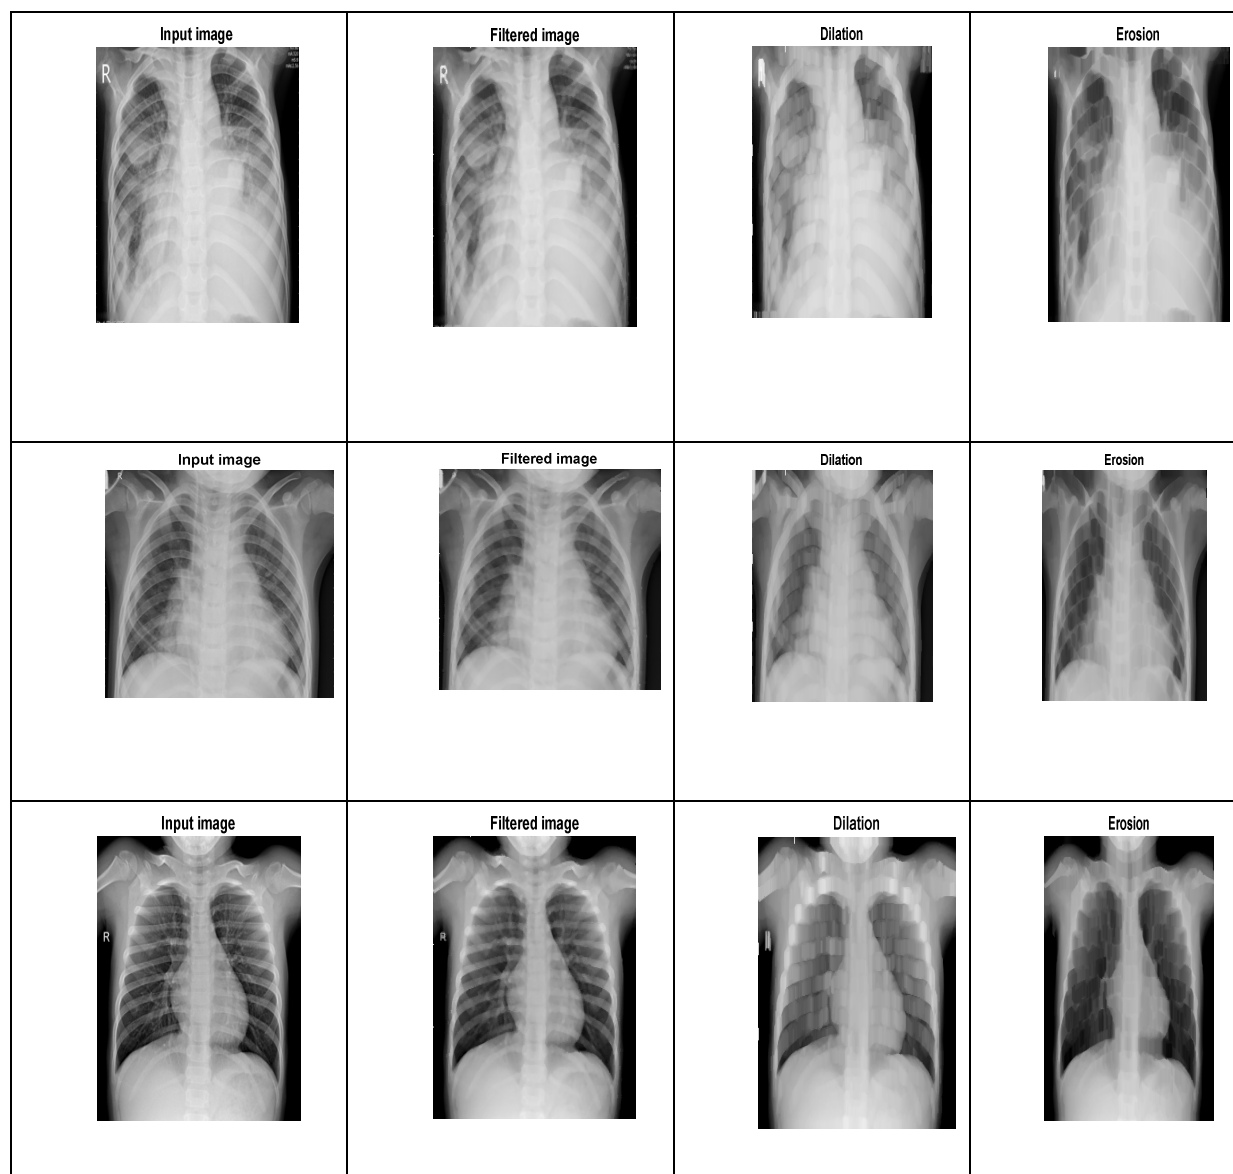 Input image
Filtered image
Dilation
Erosion
R
R
Input image
Filtered image
Dilation
Erosion
R
Input image
Filtered image
Dilation
Erosion
R
R